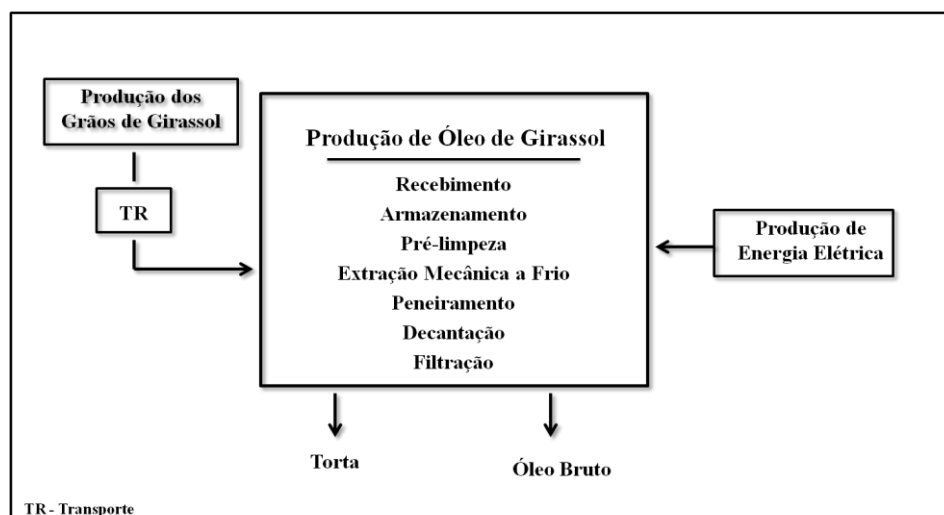 Produção dos
Grãos de Girassol
TR
Produção de Óleo de Girassol
Recebimento
Armazenamento
Pré-limpeza
Extração Mecânica a Frio
Peneiramento
Decantação
Filtração
Produção de
Energia Elétrica
Torta
Óleo Bruto
TR - Transporte